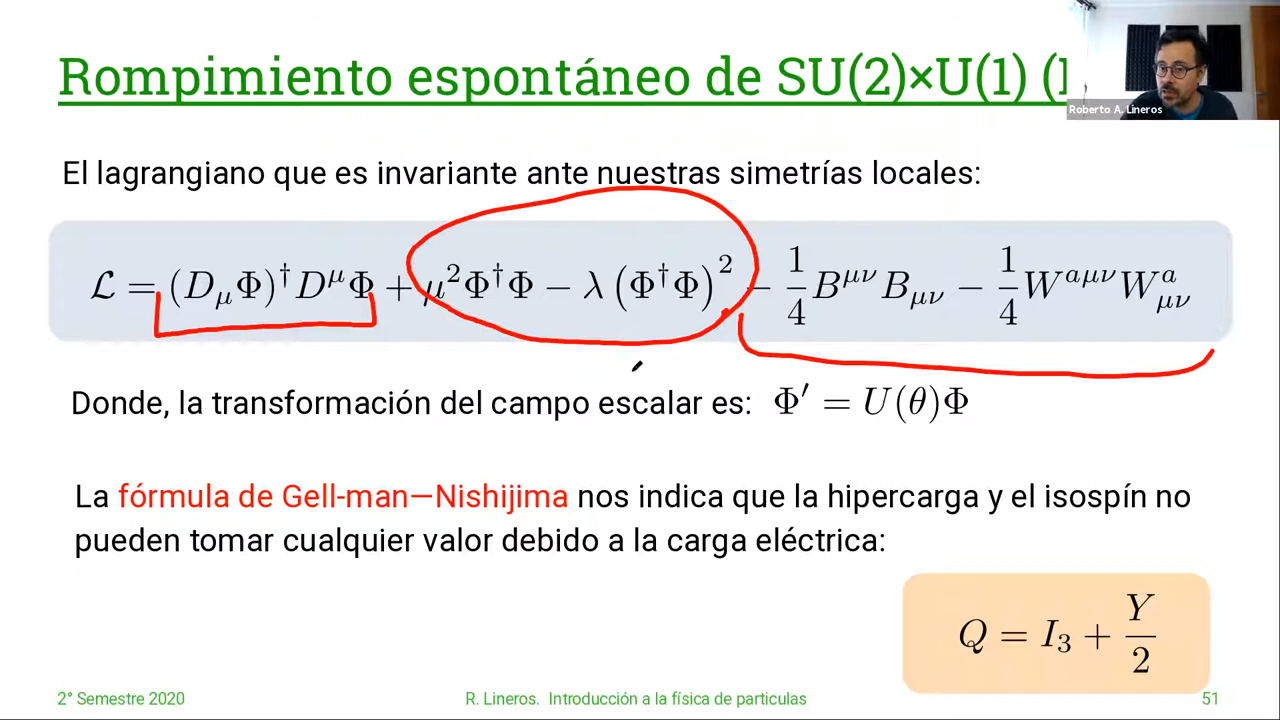 Rompimiento espontáneo de SU(2)×U(1) (
Roberto A. Lineros
El lagrangiano que es invariante ante nuestras simetrías locales:
ℒ = (D_μΦ)†D^μΦ + μ²Φ†Φ − λ(Φ†Φ)² − 1/4 B^{μν}B_{μν} − 1/4 W^{aμν}W^a_{μν}
Donde, la transformación del campo escalar es: Φ′ = U(θ)Φ
La fórmula de Gell-man—Nishijima nos indica que la hipercarga y el isospín no
pueden tomar cualquier valor debido a la carga eléctrica:
Q = I₃ + Y/2
2° Semestre 2020
R. Lineros. Introducción a la física de particulas
51